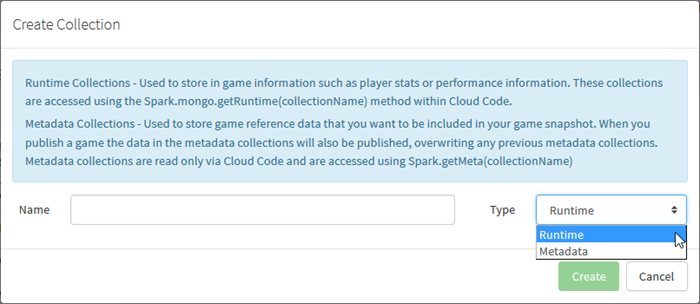 Create Collection
Runtime Collections - Used to store in game information such as player stats or performance information. These collections
are accessed using the Spark.mongo.getRuntime(collectionName) method within Cloud Code.
Metadata Collections - Used to store game reference data that you want to be included in your game snapshot. When you
publish a game the data in the metadata collections will also be published, overwriting any previous metadata collections.
Metadata collections are read only via Cloud Code and are accessed using Spark.getMeta(collectionName)
Name Type Runtime
Runtime
Metadata
Create Cancel